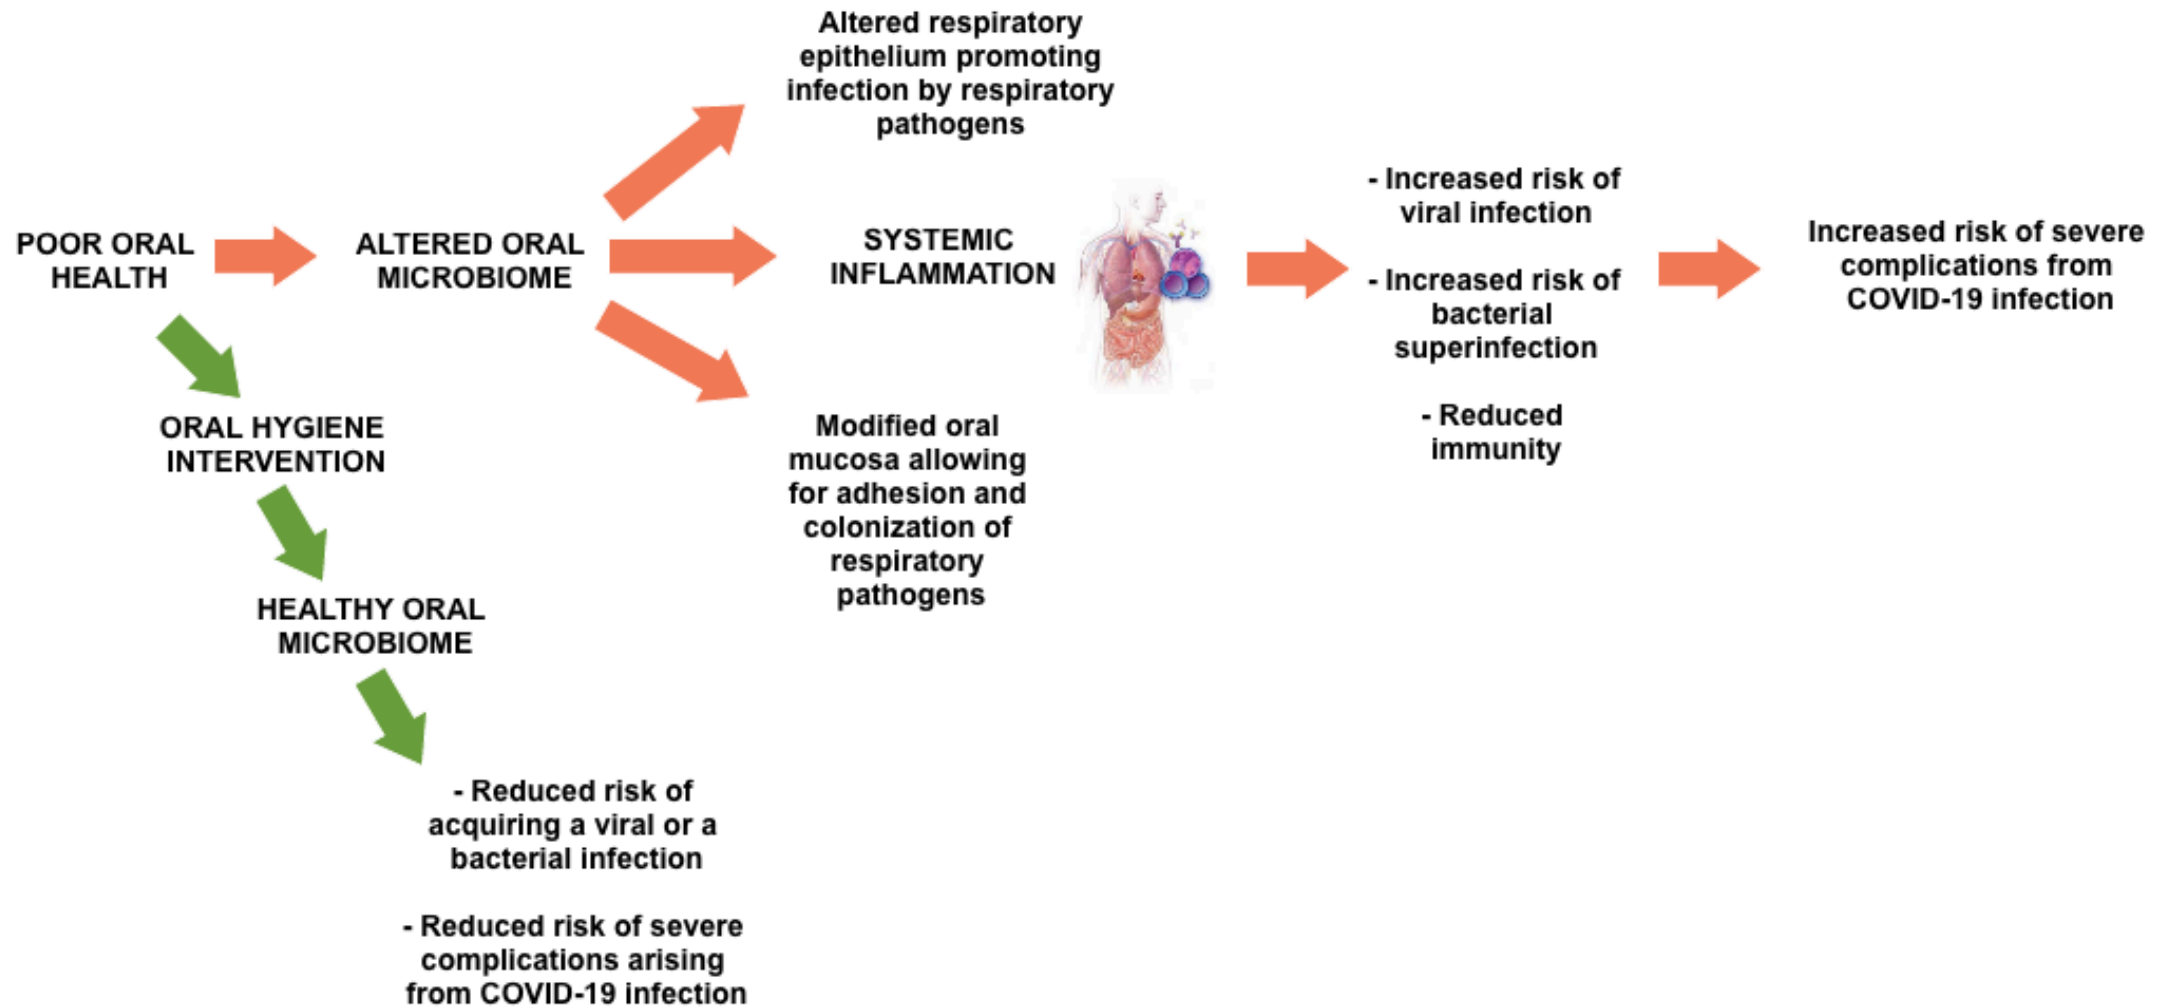 Altered respiratory
epithelium promoting
infection by respiratory
pathogens
POOR ORAL
HEALTH
ALTERED ORAL
MICROBIOME
SYSTEMIC
INFLAMMATION
- Increased risk of
viral infection
- Increased risk of
bacterial
superinfection
- Reduced
immunity
Increased risk of severe
complications from
COVID-19 infection
Modified oral
mucosa allowing
for adhesion and
colonization of
respiratory
pathogens
ORAL HYGIENE
INTERVENTION
HEALTHY ORAL
MICROBIOME
- Reduced risk of
acquiring a viral or a
bacterial infection
- Reduced risk of severe
complications arising
from COVID-19 infection